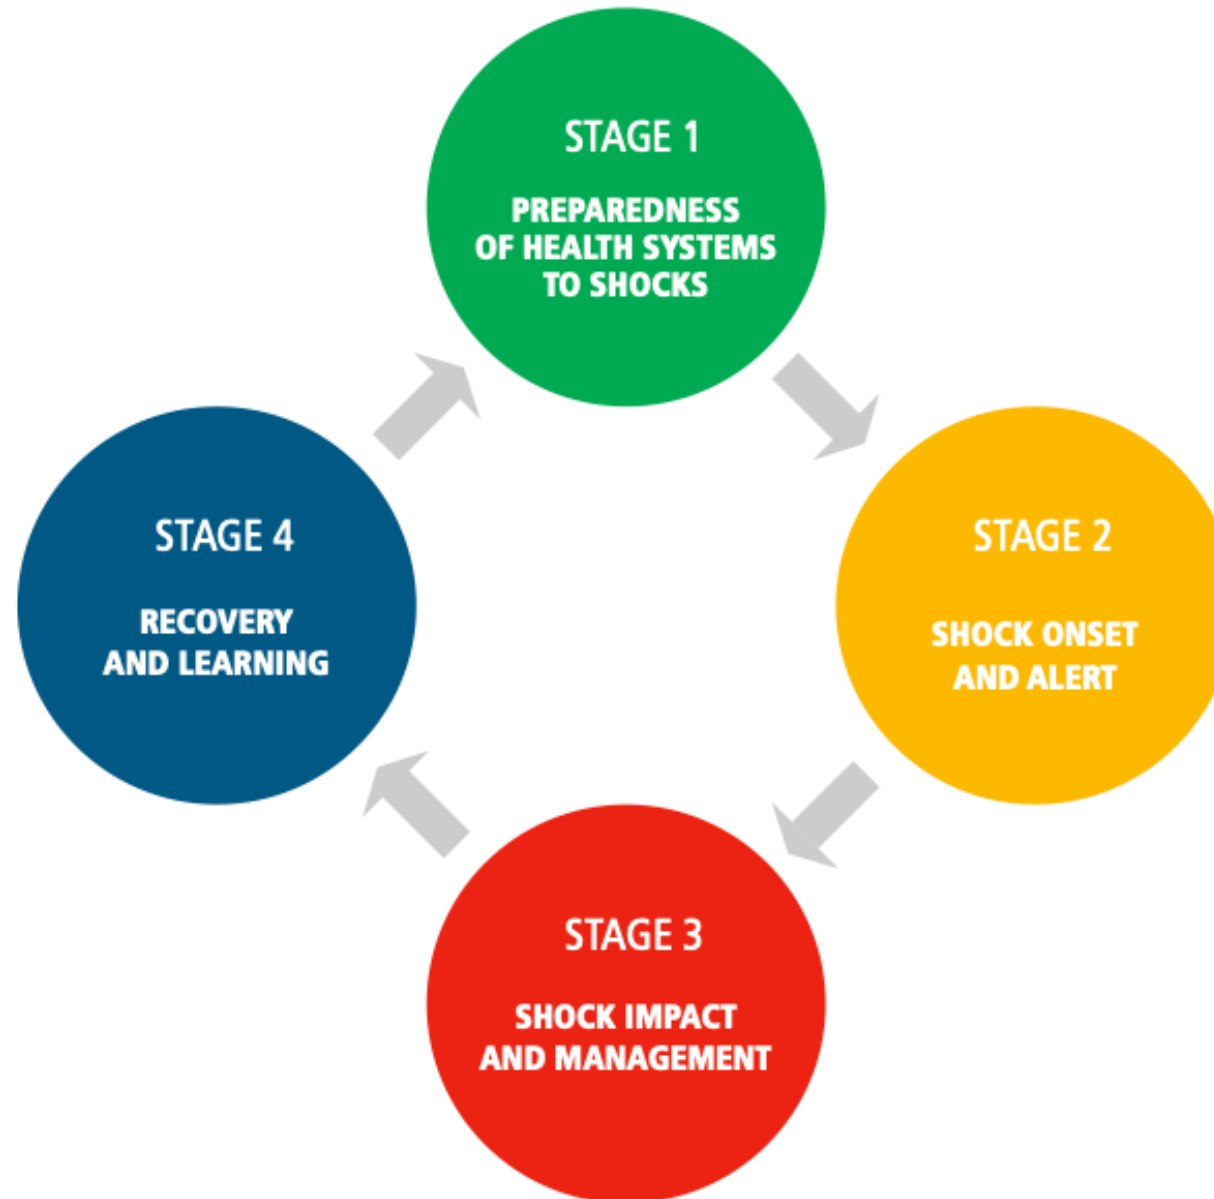 STAGE 1
PREPAREDNESS
OF HEALTH SYSTEMS
TO SHOCKS
STAGE 2
SHOCK ONSET
AND ALERT
STAGE 3
SHOCK IMPACT
AND MANAGEMENT
STAGE 4
RECOVERY
AND LEARNING